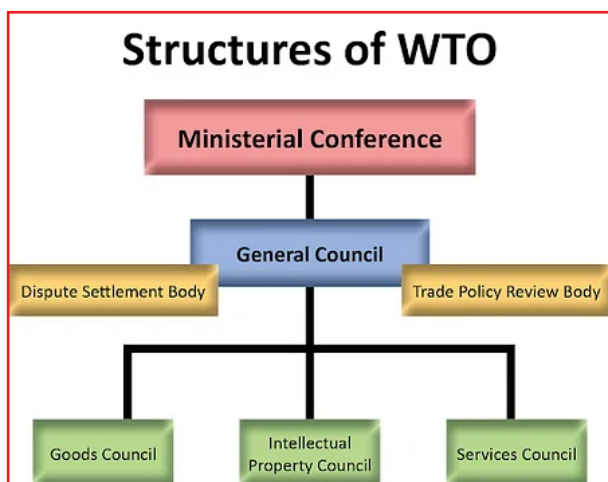 Structures of WTO
Ministerial Conference
General Council
Dispute Settlement Body
Trade Policy Review Body
Goods Council
Intellectual
Property Council
Services Council